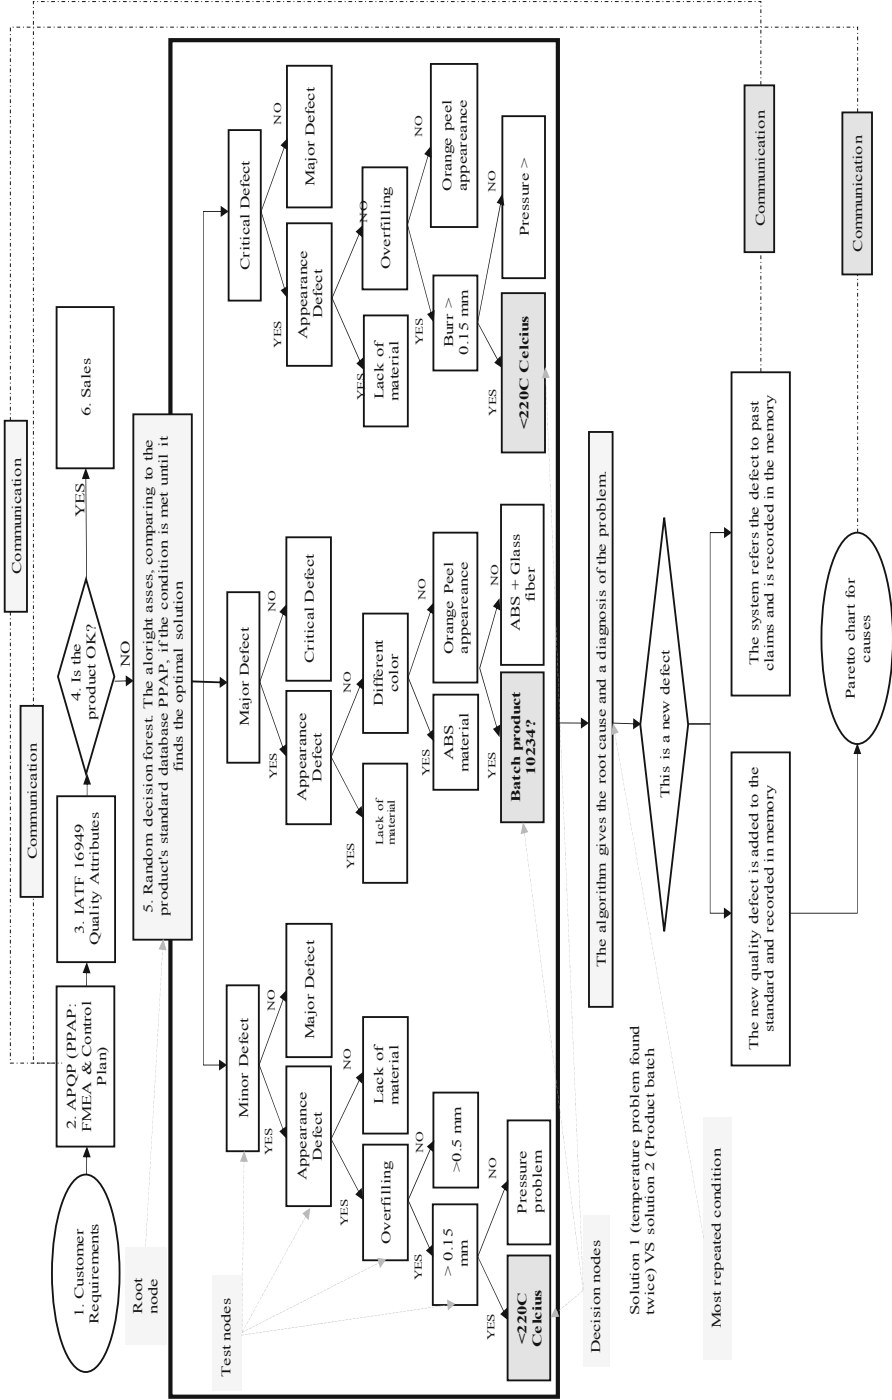 1. Customer
Requirements
2. APQP (PPAP:
FMEA & Control
Plan)
3. IATF 16949
Quality Attributes
4. Is the
product OK?
YES
6. Sales
NO
Communication
Communication
5. Random decision forest. The aloright asses, comparing to the
product's standard database PPAP, if the condition is met until it
finds the optimal solution
Root
node
Test nodes
Minor Defect
YES
NO
Appearance
Defect
Major Defect
YES
NO
Overfilling
Lack of
material
YES
NO
> 0.15
mm
>0.5 mm
YES
NO
<220C
Celcius
Pressure
problem
Major Defect
YES
NO
Appearance
Defect
Critical Defect
YES
NO
Lack of
material
Different
color
YES
NO
ABS
material
Orange Peel
appeareance
YES
NO
Batch product
10234?
ABS + Glass
fiber
Critical Defect
YES
NO
Appearance
Defect
Major Defect
YES
NO
Lack of
material
Overfilling
YES
NO
Burr >
0.15 mm
Orange peel
appeareance
YES
NO
<220C Celcius
Pressure >
Decision nodes
The algorithm gives the root cause and a diagnosis of the problem.
Solution 1 (temperature problem found
twice) VS solution 2 (Product batch
Most repeated condition
This is a new defect
The new quality defect is added to the
standard and recorded in memory
The system refers the defect to past
claims and is recorded in the memory
Communication
Paretto chart for
causes
Communication